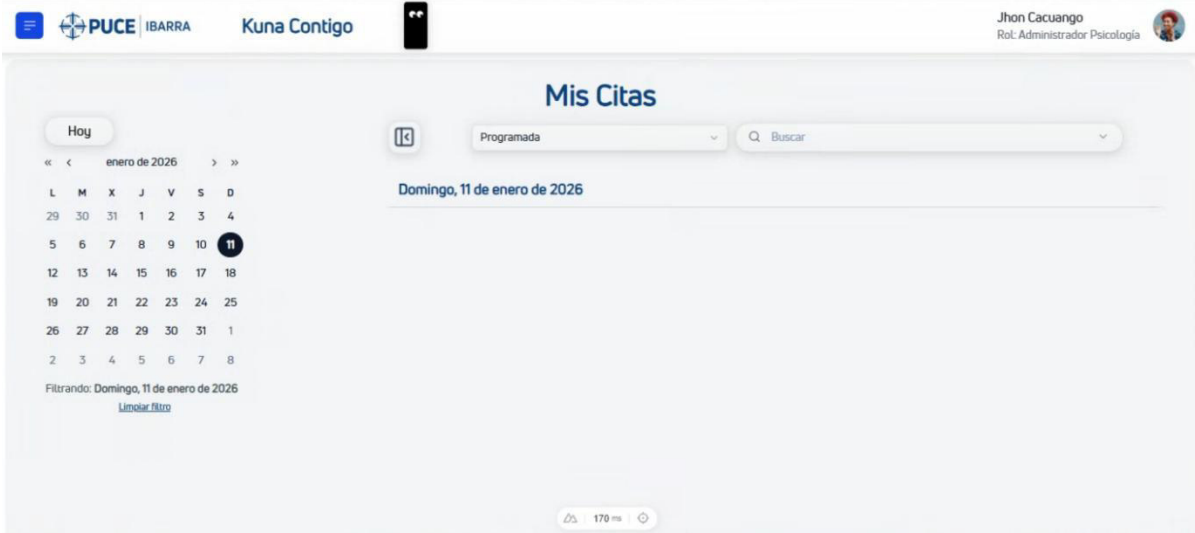 PUCE IBARRA
Kuna Contigo
Jhon Cacuango
Rol: Administrador Psicología
Mis Citas
Hoy
Programada
Buscar
« ‹ enero de 2026 › »
L M X J V S D
29 30 31 1 2 3 4
5 6 7 8 9 10 11
12 13 14 15 16 17 18
19 20 21 22 23 24 25
26 27 28 29 30 31 1
2 3 4 5 6 7 8
Filtrando: Domingo, 11 de enero de 2026
Limpiar filtro
Domingo, 11 de enero de 2026
170 ms